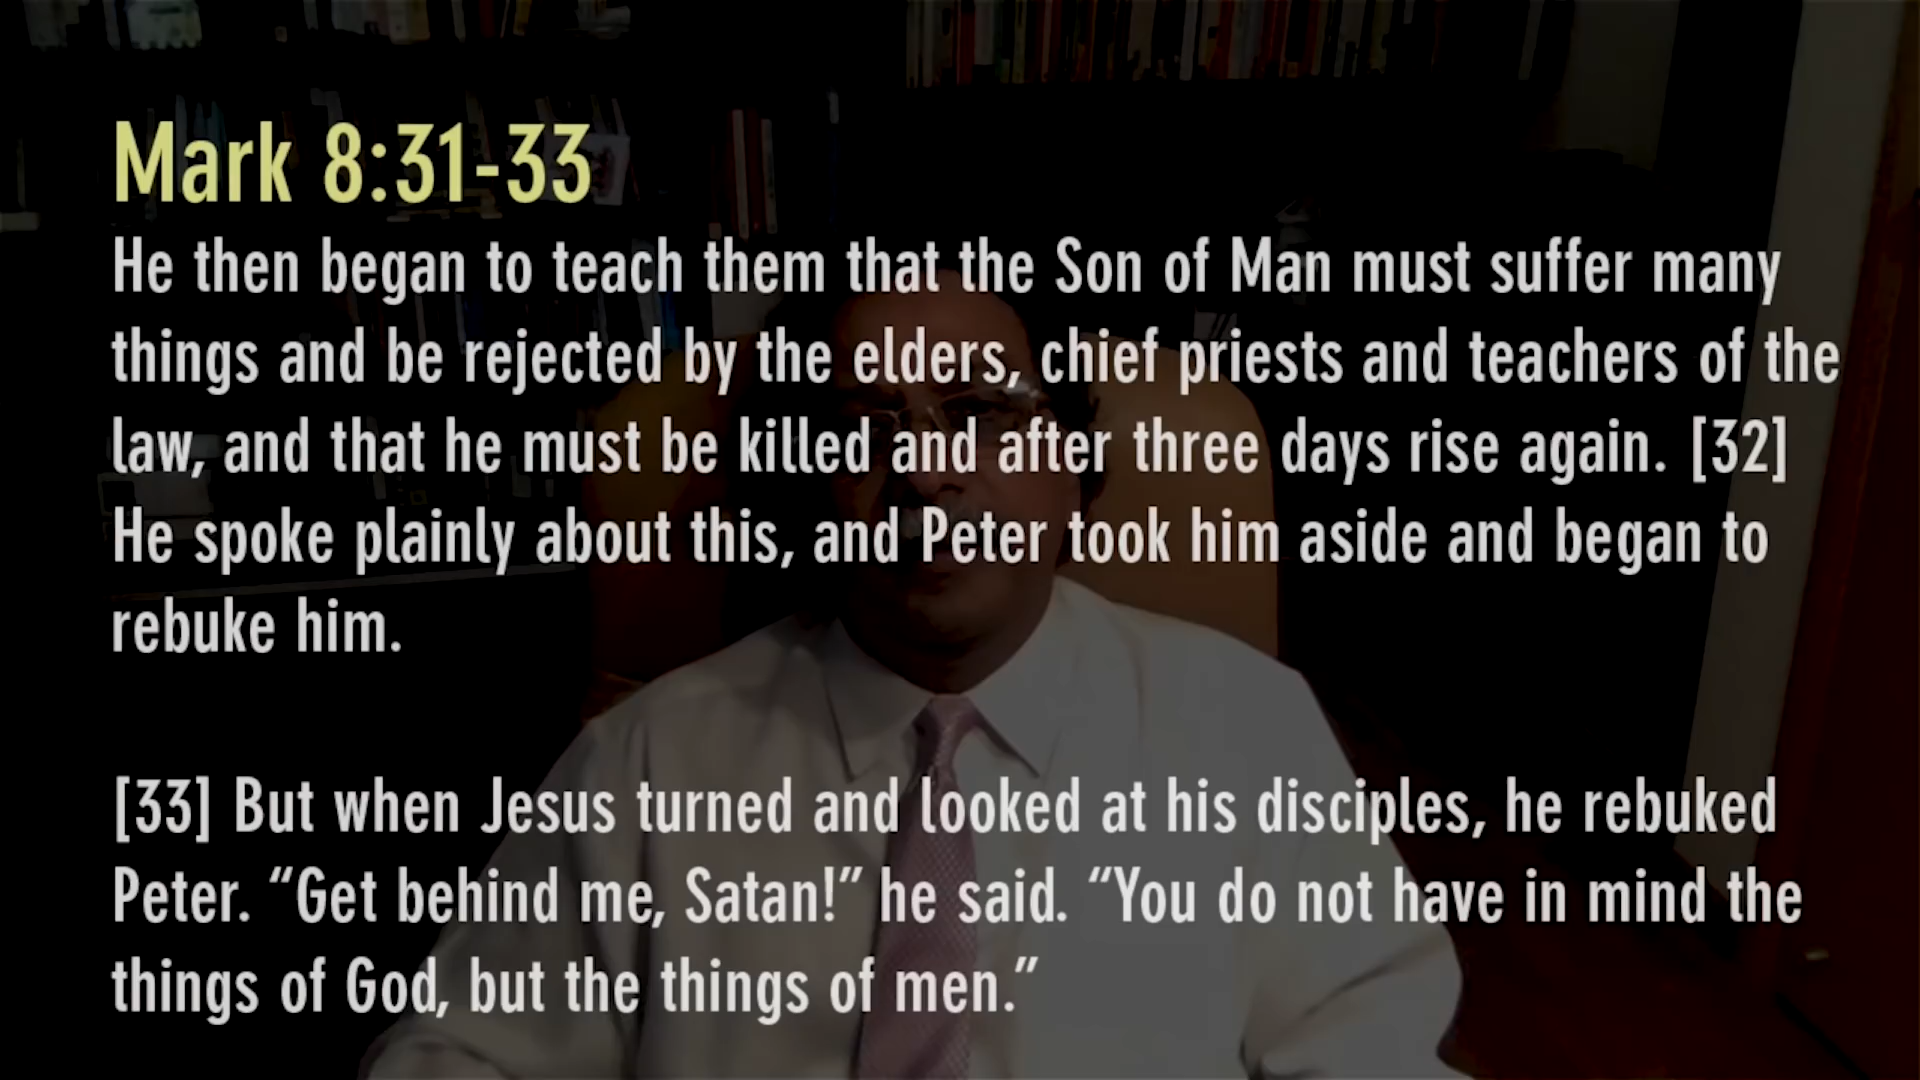 Mark 8:31-33
He then began to teach them that the Son of Man must suffer many
things and be rejected by the elders, chief priests and teachers of the
law, and that he must be killed and after three days rise again. [32]
He spoke plainly about this, and Peter took him aside and began to
rebuke him.
[33] But when Jesus turned and looked at his disciples, he rebuked
Peter. “Get behind me, Satan!” he said. “You do not have in mind the
things of God, but the things of men.”